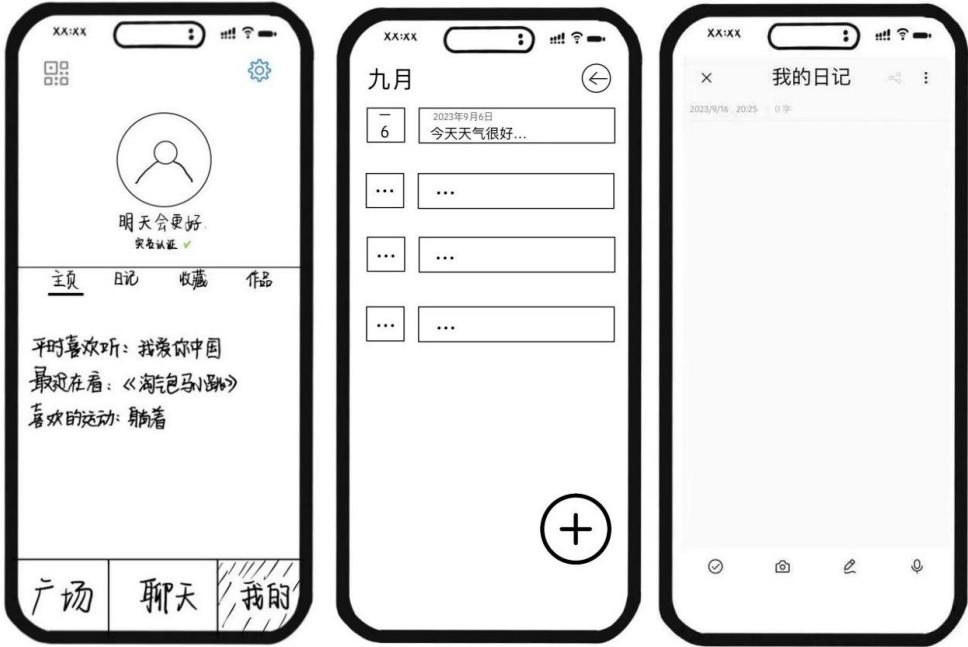 XX:XX
明天会更好.
实名认证
主页 日记 收藏 作品
平时喜欢听：我爱你中国
最近在看：《淘气包马小跳》
喜欢的运动：躺着
广场 聊天 我的
XX:XX
九月
一
6
2023年9月6日
今天天气很好...
... ...
... ...
... ...
XX:XX
我的日记
2023/9/16 20:25 0 字